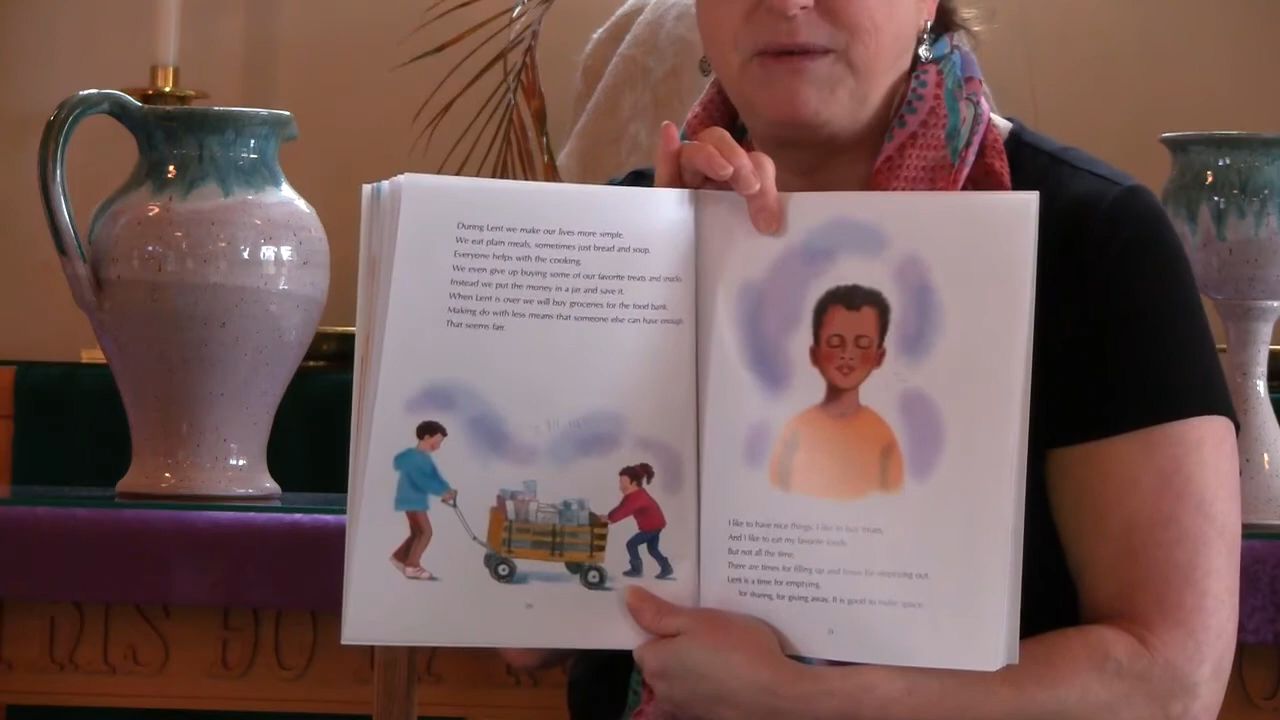 During Lent we make our lives more simple.
We eat plain meals, sometimes just bread and soup.
Everyone helps with the cooking.
We even give up buying some of our favorite treats and snacks.
Instead we put the money in a jar and save it.
When Lent is over we will buy groceries for the food bank.
Making do with less means that someone else can have enough.
That seems fair.
I like to have nice things. I like to buy treats.
And I like to eat my favorite foods.
But not all the time.
There are times for filling up and times for emptying out.
Lent is a time for emptying,
for sharing, for giving away. It is good to make space.
THIS DO